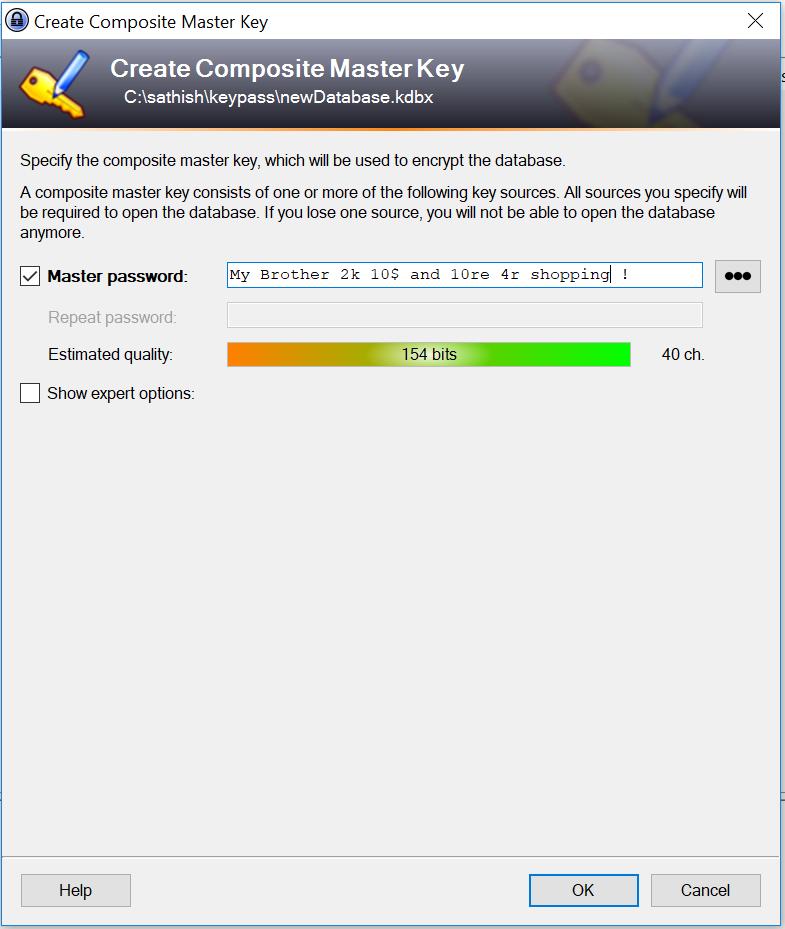 Create Composite Master Key
Create Composite Master Key
C:\sathish\keypass\newDatabase.kdbx
Specify the composite master key, which will be used to encrypt the database.
A composite master key consists of one or more of the following key sources. All sources you specify will
be required to open the database. If you lose one source, you will not be able to open the database
anymore.
Master password: My Brother 2k 10$ and 10re 4r shopping !
Repeat password:
Estimated quality: 154 bits 40 ch.
Show expert options:
Help OK Cancel